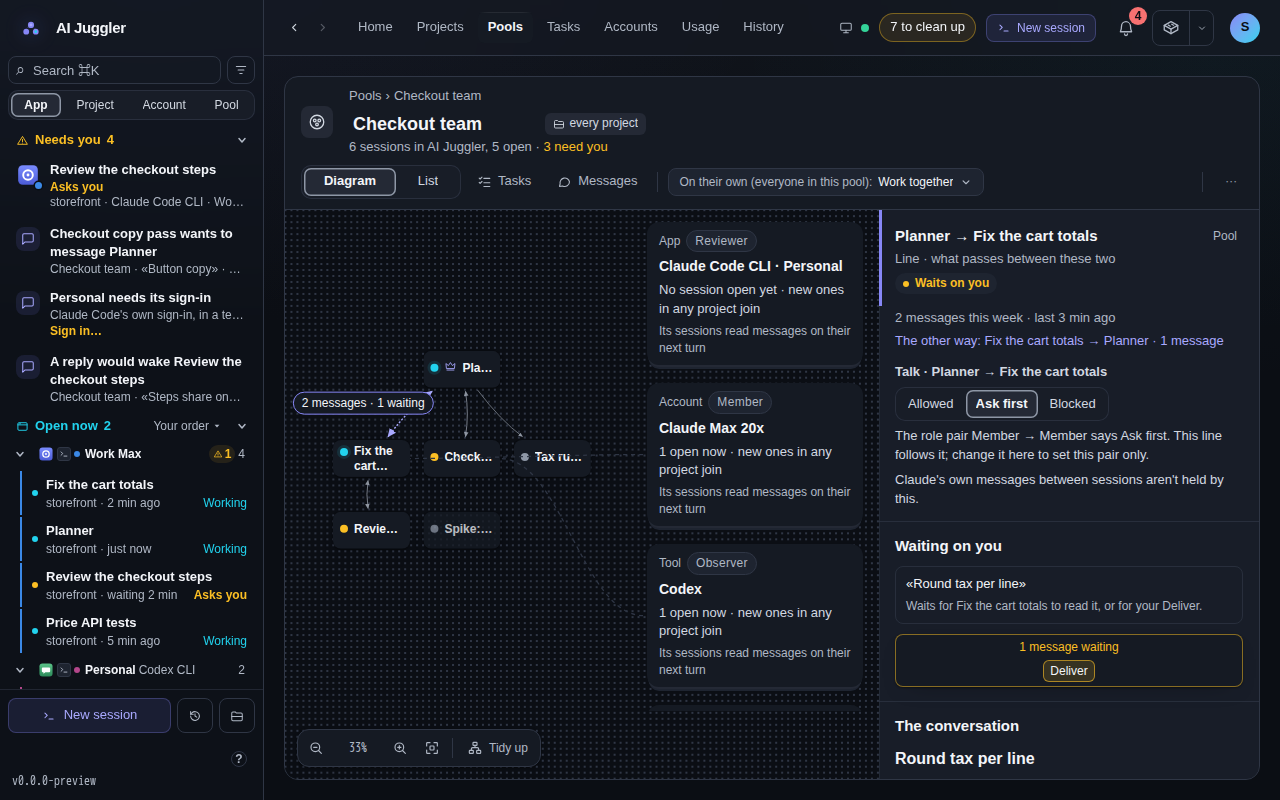 AI Juggler
Search ⌘K
App
Project
Account
Pool
Needs you 4
Review the checkout steps
Asks you
storefront · Claude Code CLI · Wo…
Checkout copy pass wants to
message Planner
Checkout team · «Button copy» · …
Personal needs its sign-in
Claude Code's own sign-in, in a te…
Sign in…
A reply would wake Review the
checkout steps
Checkout team · «Steps share on…
Open now 2
Your order
Work Max
1
4
Fix the cart totals
storefront · 2 min ago
Working
Planner
storefront · just now
Working
Review the checkout steps
storefront · waiting 2 min
Asks you
Price API tests
storefront · 5 min ago
Working
Personal Codex CLI
2
New session
?
v0.0.0-preview
Home
Projects
Pools
Tasks
Accounts
Usage
History
7 to clean up
New session
4
S
Pools › Checkout team
Checkout team
every project
6 sessions in AI Juggler, 5 open · 3 need you
Diagram
List
Tasks
Messages
On their own (everyone in this pool): Work together
…
Pla…
2 messages · 1 waiting
Fix the
cart…
Check…
Tax ru…
Revie…
Spike:…
App
Reviewer
Claude Code CLI · Personal
No session open yet · new ones
in any project join
Its sessions read messages on their
next turn
Account
Member
Claude Max 20x
1 open now · new ones in any
project join
Its sessions read messages on their
next turn
Tool
Observer
Codex
1 open now · new ones in any
project join
Its sessions read messages on their
next turn
33%
Tidy up
Planner → Fix the cart totals
Pool
Line · what passes between these two
Waits on you
2 messages this week · last 3 min ago
The other way: Fix the cart totals → Planner · 1 message
Talk · Planner → Fix the cart totals
Allowed
Ask first
Blocked
The role pair Member → Member says Ask first. This line
follows it; change it here to set this pair only.
Claude's own messages between sessions aren't held by
this.
Waiting on you
«Round tax per line»
Waits for Fix the cart totals to read it, or for your Deliver.
1 message waiting
Deliver
The conversation
Round tax per line